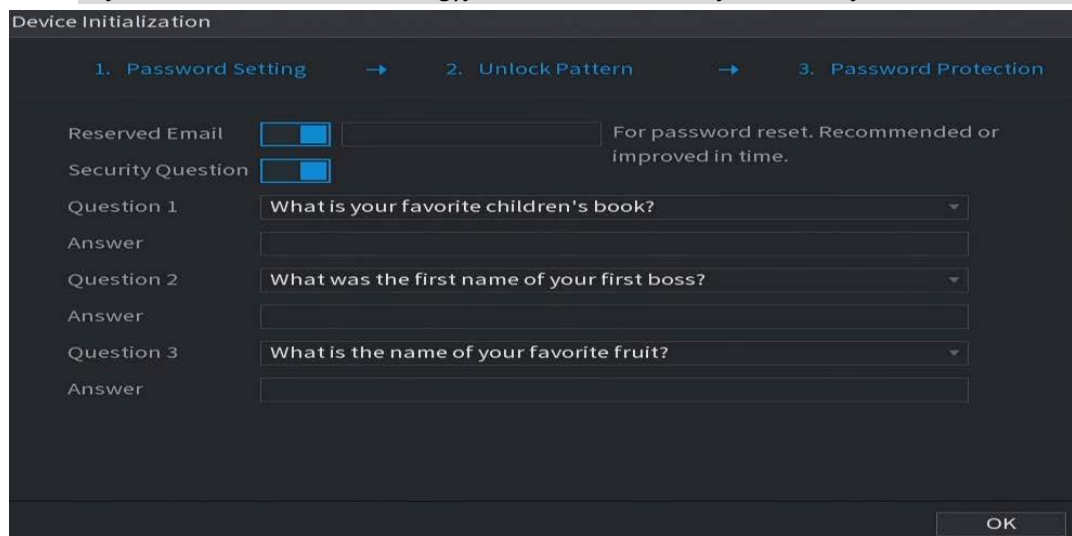 Device Initialization
1. Password Setting → 2. Unlock Pattern → 3. Password Protection
Reserved Email For password reset. Recommended or
improved in time.
Security Question
Question 1 What is your favorite children's book?
Answer
Question 2 What was the first name of your first boss?
Answer
Question 3 What is the name of your favorite fruit?
Answer
OK